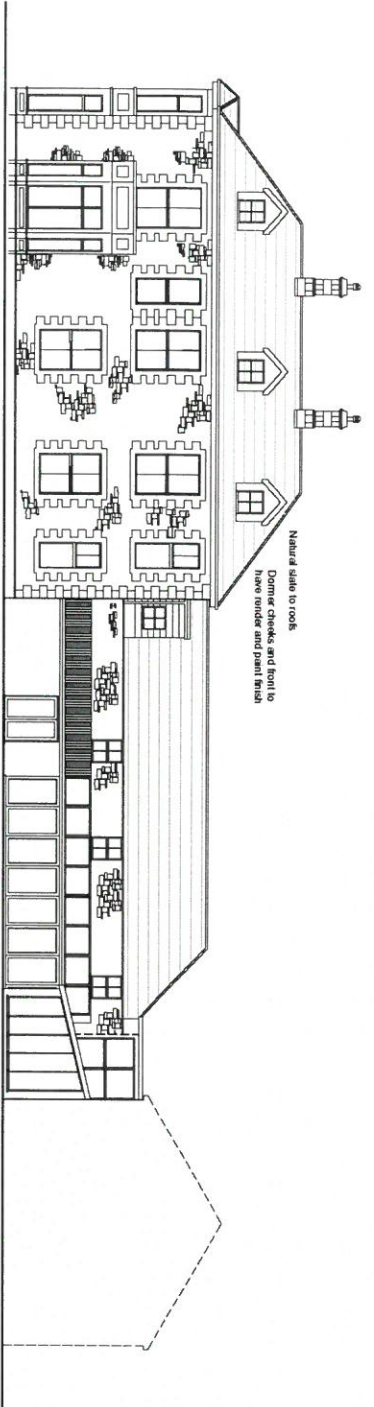 Natural slate to roofs
Dormer cheeks and front to
have render and paint finish